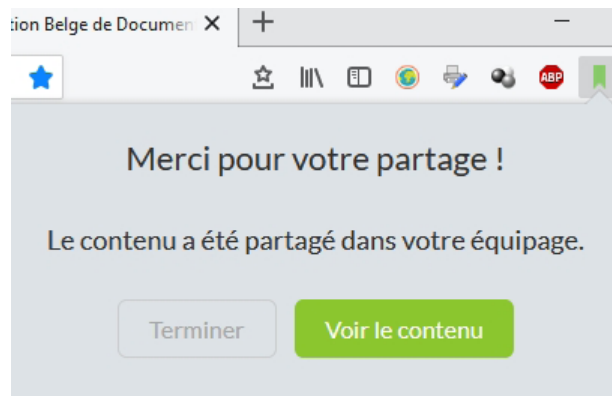 tion Belge de Documen
ABP
Merci pour votre partage !
Le contenu a été partagé dans votre équipage.
Terminer
Voir le contenu